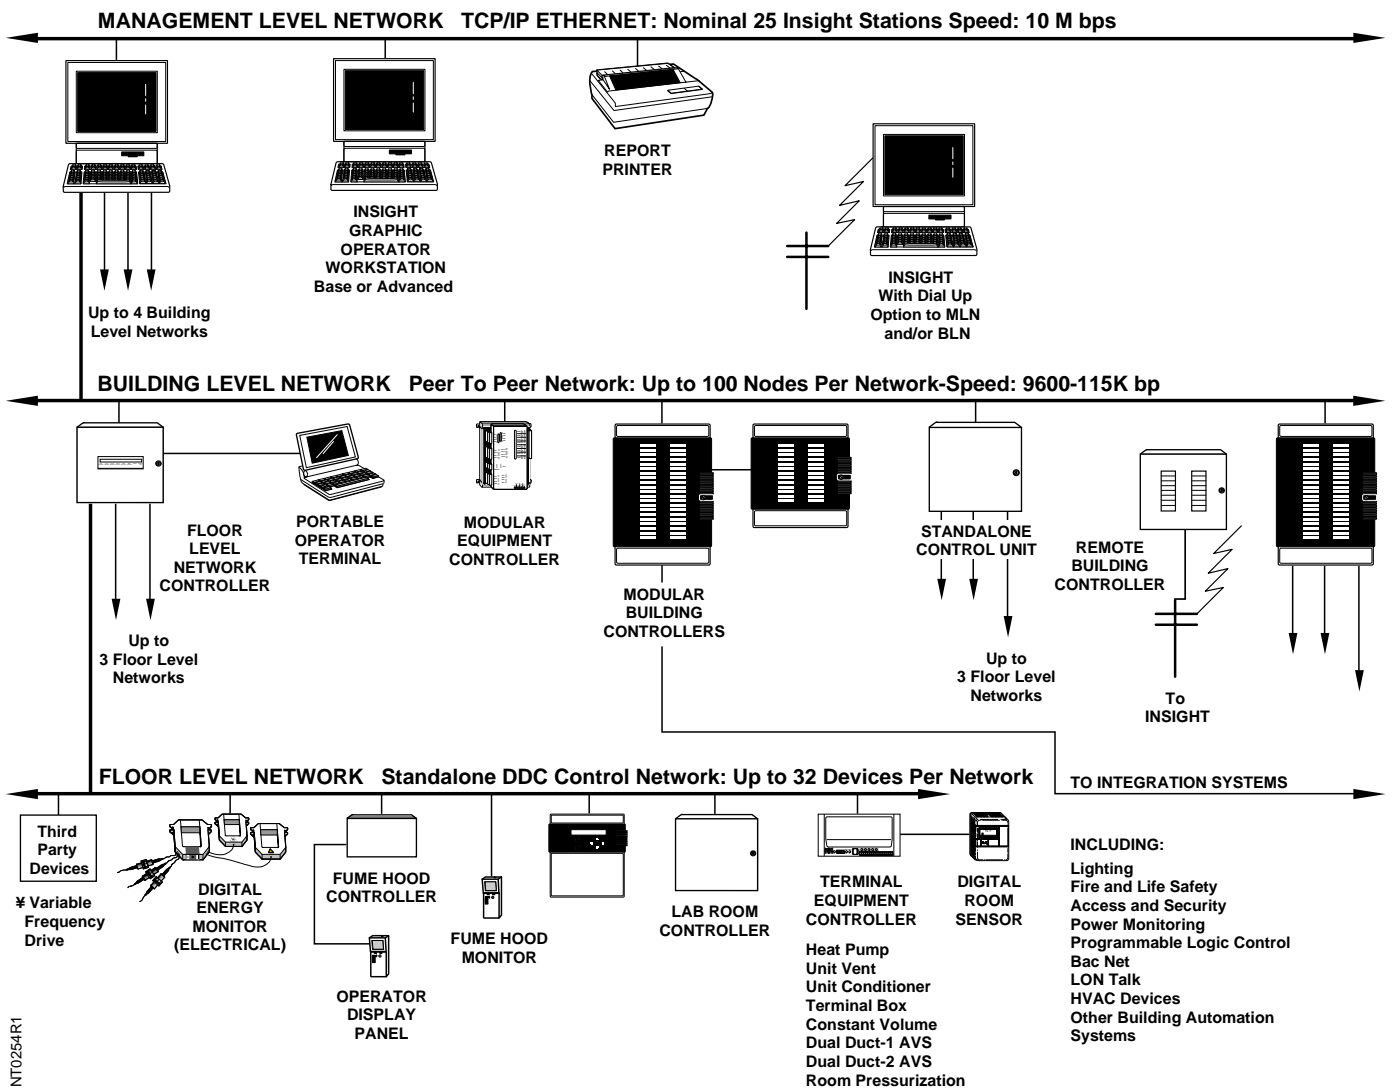 MANAGEMENT LEVEL NETWORK TCP/IP ETHERNET: Nominal 25 Insight Stations Speed: 10 M bps
REPORT
PRINTER
INSIGHT
GRAPHIC
OPERATOR
WORKSTATION
Base or Advanced
INSIGHT
With Dial Up
Option to MLN
and/or BLN
Up to 4 Building
Level Networks
BUILDING LEVEL NETWORK Peer To Peer Network: Up to 100 Nodes Per Network-Speed: 9600-115K bp
FLOOR
LEVEL
NETWORK
CONTROLLER
PORTABLE
OPERATOR
TERMINAL
MODULAR
EQUIPMENT
CONTROLLER
MODULAR
BUILDING
CONTROLLERS
STANDALONE
CONTROL UNIT
REMOTE
BUILDING
CONTROLLER
Up to
3 Floor Level
Networks
Up to
3 Floor Level
Networks
To
INSIGHT
FLOOR LEVEL NETWORK Standalone DDC Control Network: Up to 32 Devices Per Network
TO INTEGRATION SYSTEMS
Third
Party
Devices
¥ Variable
Frequency
Drive
DIGITAL
ENERGY
MONITOR
(ELECTRICAL)
FUME HOOD
CONTROLLER
OPERATOR
DISPLAY
PANEL
FUME HOOD
MONITOR
LAB ROOM
CONTROLLER
TERMINAL
EQUIPMENT
CONTROLLER
Heat Pump
Unit Vent
Unit Conditioner
Terminal Box
Constant Volume
Dual Duct-1 AVS
Dual Duct-2 AVS
Room Pressurization
DIGITAL
ROOM
SENSOR
INCLUDING:
Lighting
Fire and Life Safety
Access and Security
Power Monitoring
Programmable Logic Control
Bac Net
LON Talk
HVAC Devices
Other Building Automation
Systems
NT0254R1